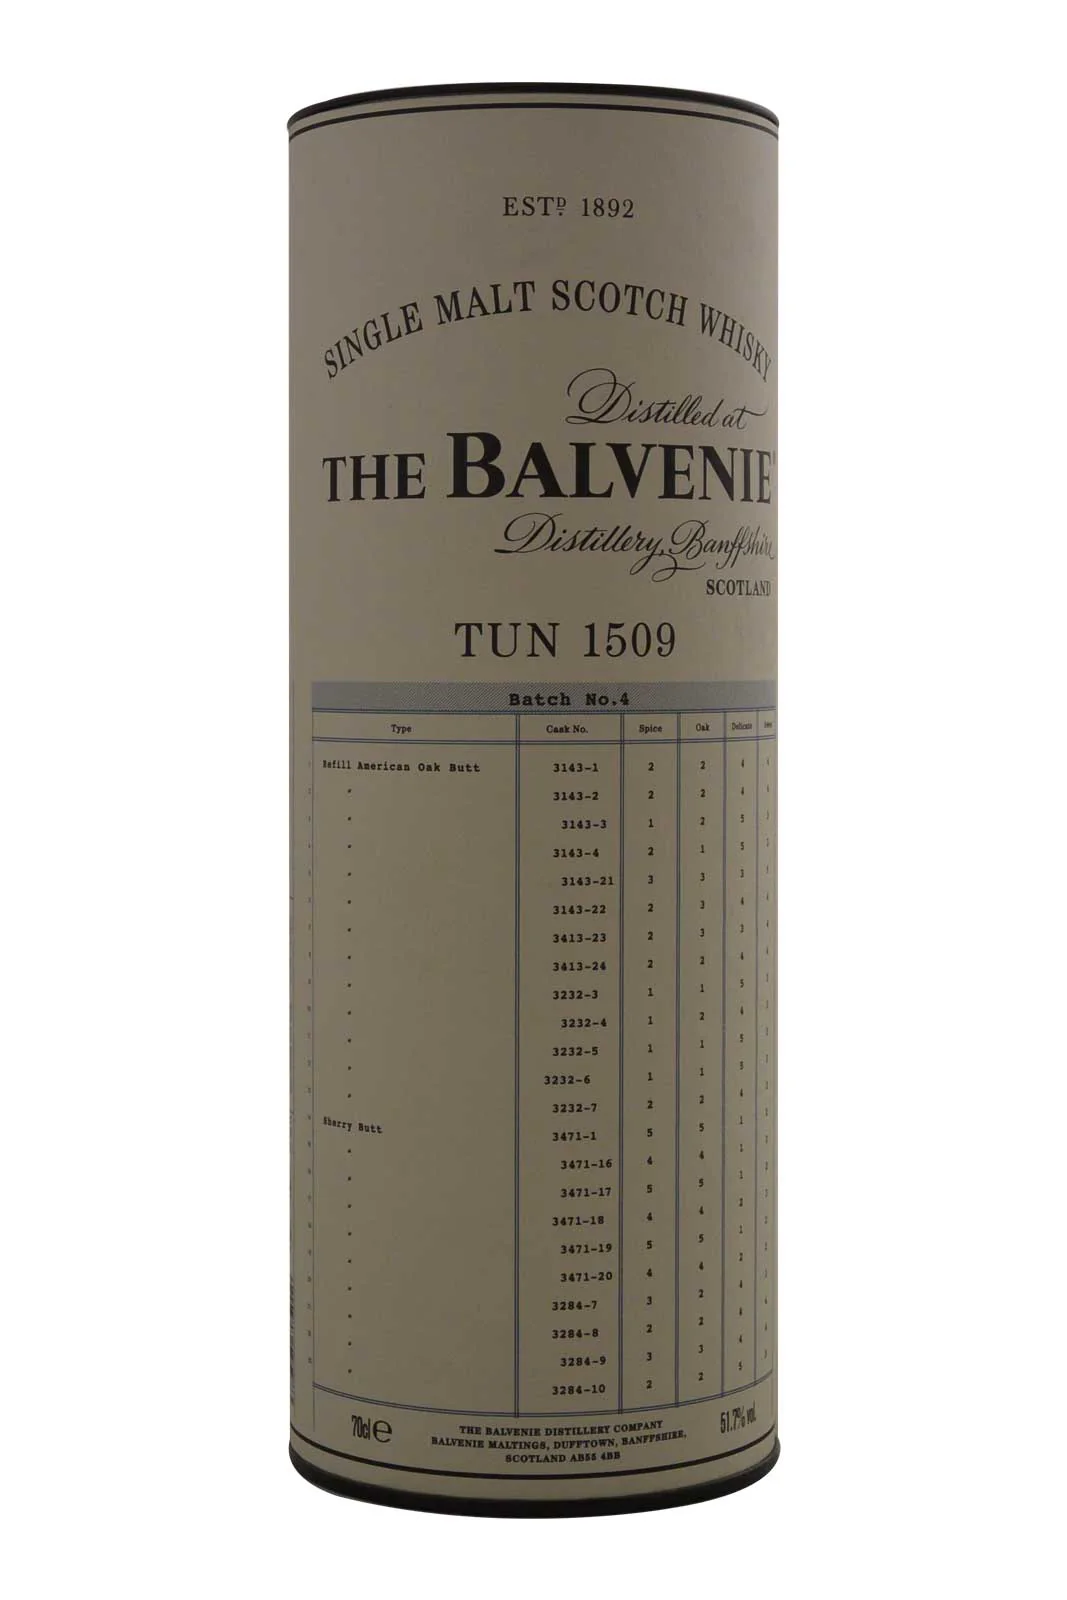 ESTD 1892
SINGLE MALT SCOTCH WHISKY
Distilled at
THE BALVENIE
Distillery, Banffshire
SCOTLAND
TUN 1509
Batch No.4
Type Cask No. Spice Oak Delicate
Refill American Oak Butt 3143-1 2 2 4
" 3143-2 2 2 4
" 3143-3 1 2 5
" 3143-4 2 1 5
" 3143-21 3 3 3
" 3143-22 2 3 4
" 3413-23 2 3 3
" 3413-24 2 2 4
" 3232-3 1 1 5
" 3232-4 1 2 4
" 3232-5 1 1 5
" 3232-6 1 1 5
" 3232-7 2 2 4
Sherry Butt 3471-1 5 5 1
" 3471-16 4 4 1
" 3471-17 5 5 1
" 3471-18 4 4 2
" 3471-19 5 5 1
" 3471-20 4 4 2
" 3284-7 3 2 4
" 3284-8 2 2 4
" 3284-9 3 3 4
" 3284-10 2 2 5
70cl e
THE BALVENIE DISTILLERY COMPANY
BALVENIE MALTINGS, DUFFTOWN, BANFFSHIRE,
SCOTLAND AB55 4BB
51.7% vol.